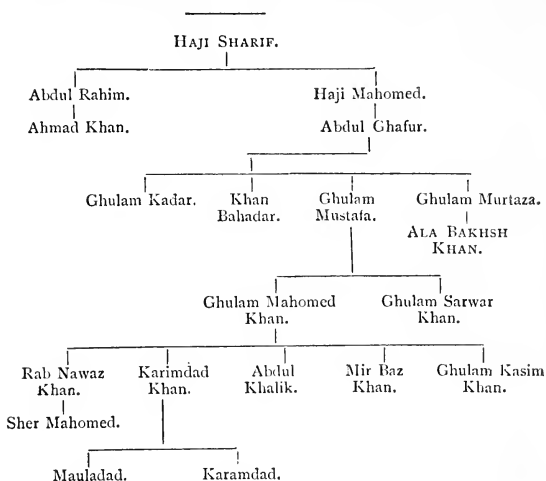 HAJI SHARIF.
Abdul Rahim. Haji Mahomed.
Ahmad Khan. Abdul Ghafur.
Ghulam Kadar. Khan Ghulam Ghulam Murtaza.
Bahadar. Mustafa.
ALA BAKHSH
KHAN.
Ghulam Mahomed Ghulam Sarwar
Khan. Khan.
Rab Nawaz Karimdad Abdul Mir Baz Ghulam Kasim
Khan. Khan. Khalik. Khan. Khan.
Sher Mahomed.
Mauladad. Karamdad.